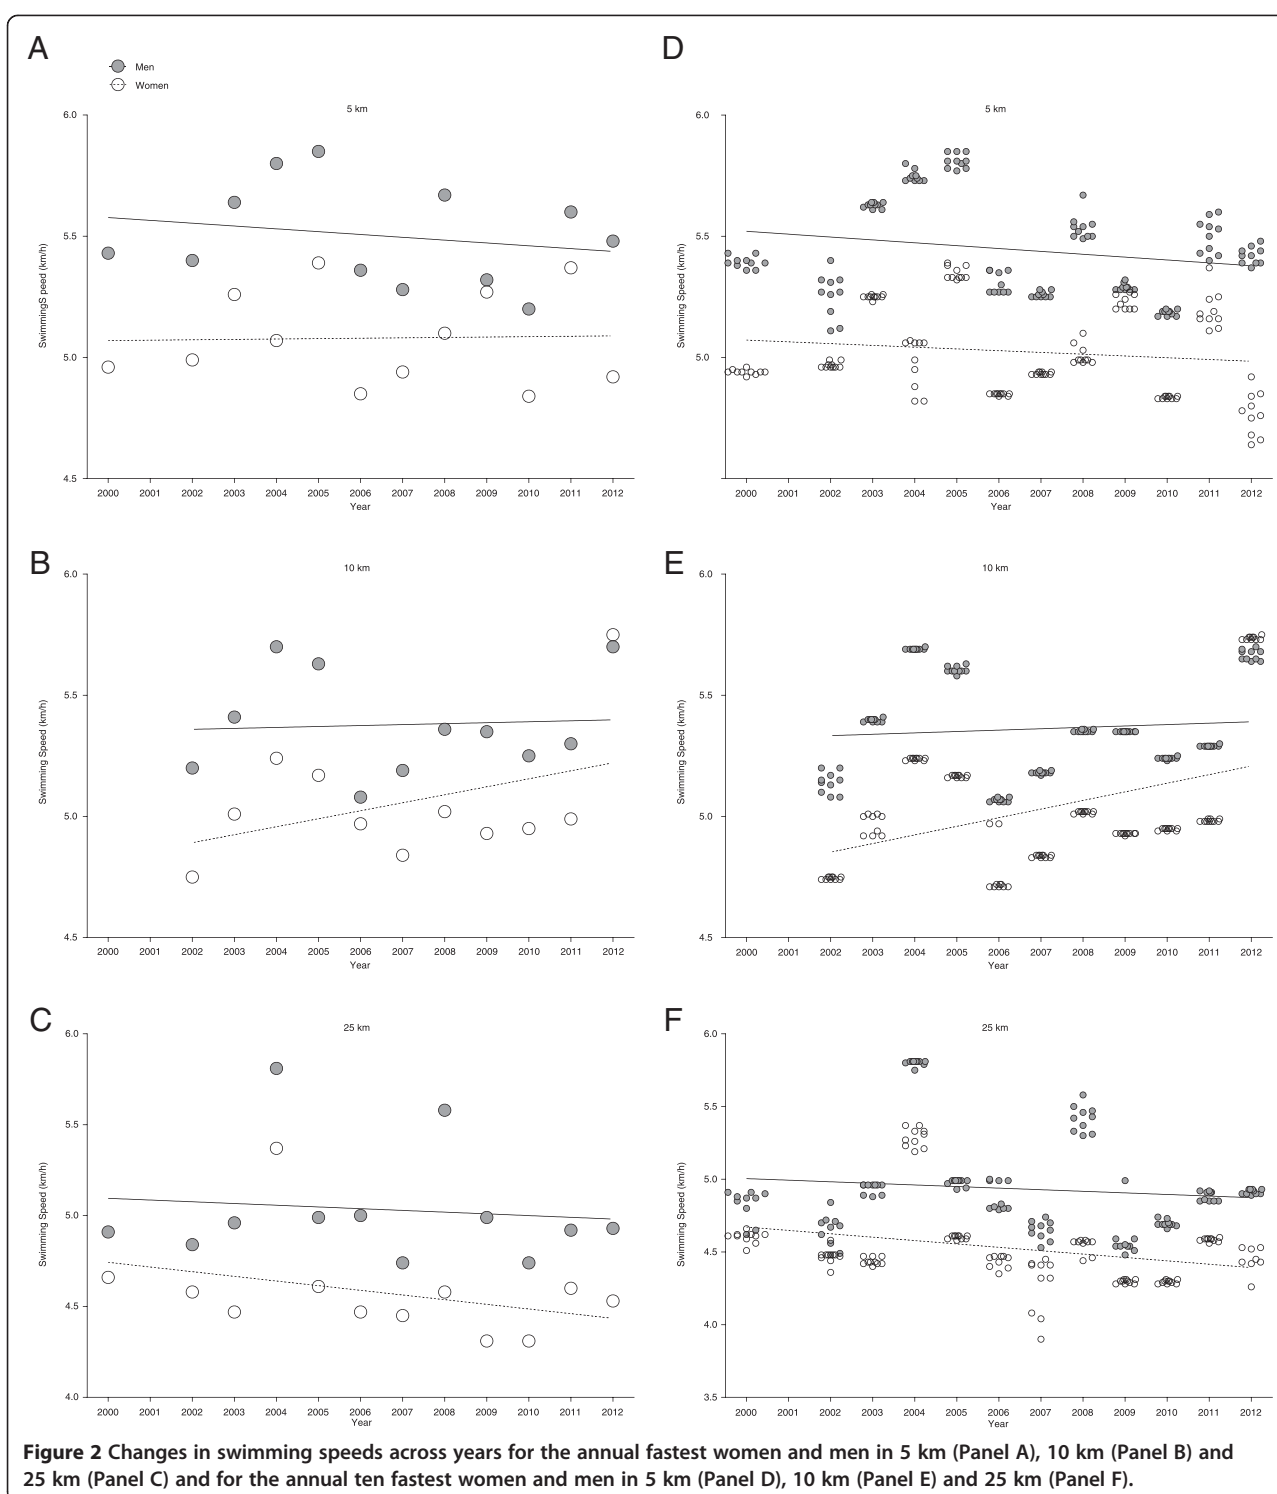 A
Men
Women
5 km
6.0
5.5
5.0
4.5
SwimmingS peed (km/h)
2000 2001 2002 2003 2004 2005 2006 2007 2008 2009 2010 2011 2012
Year
D
5 km
6.0
5.5
5.0
Swimming Speed (km/h)
2000 2001 2002 2003 2004 2005 2006 2007 2008 2009 2010 2011 2012
Year
B
10 km
6.0
5.5
5.0
4.5
Swimming Speed (km/h)
2000 2001 2002 2003 2004 2005 2006 2007 2008 2009 2010 2011 2012
Year
E
10 km
6.0
5.5
5.0
4.5
Swimming Speed (km/h)
2000 2001 2002 2003 2004 2005 2006 2007 2008 2009 2010 2011 2012
Year
C
25 km
6.0
5.5
5.0
4.5
4.0
Swimming Speed (km/h)
2000 2001 2002 2003 2004 2005 2006 2007 2008 2009 2010 2011 2012
Year
F
25 km
6.0
5.5
5.0
4.5
4.0
3.5
Swimming Speed (km/h)
2000 2001 2002 2003 2004 2005 2006 2007 2008 2009 2010 2011 2012
Year
Figure 2 Changes in swimming speeds across years for the annual fastest women and men in 5 km (Panel A), 10 km (Panel B) and
25 km (Panel C) and for the annual ten fastest women and men in 5 km (Panel D), 10 km (Panel E) and 25 km (Panel F).